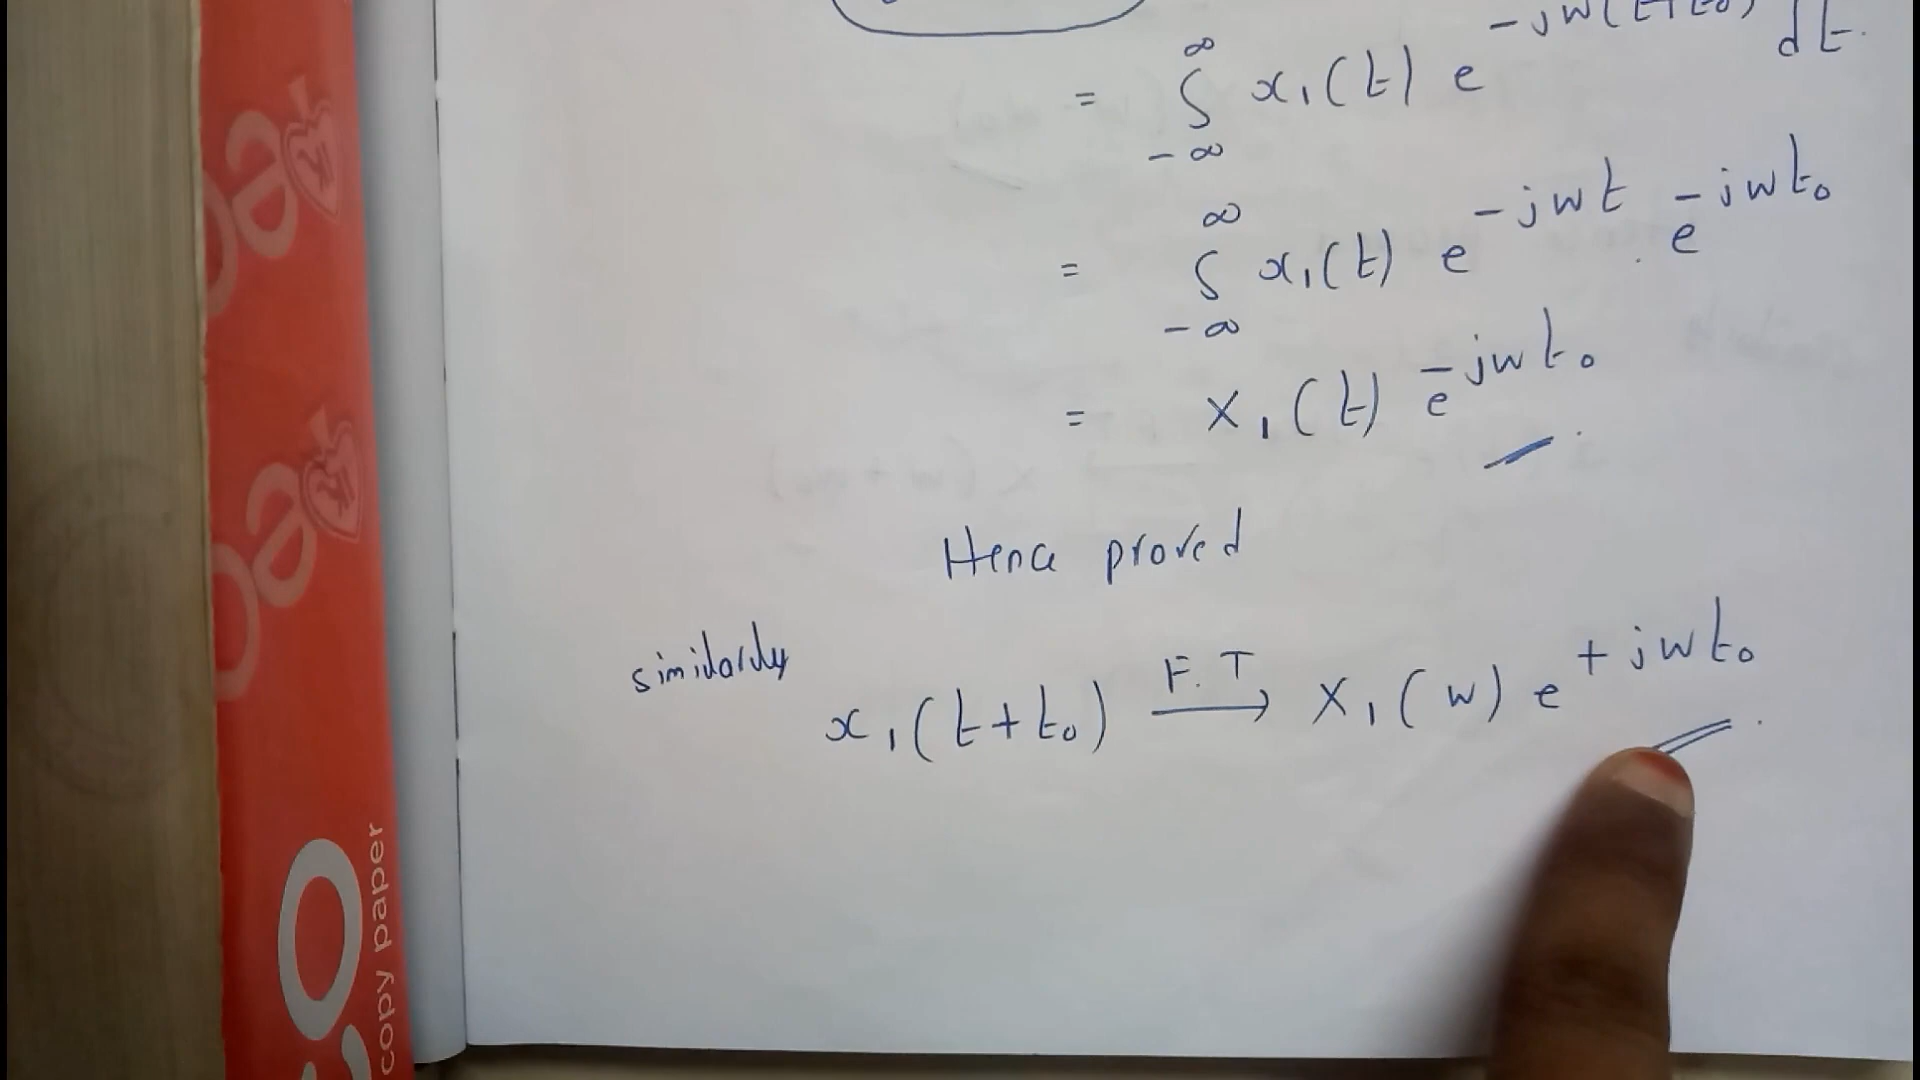 = ∫_{-∞}^{∞} x₁(t) e^{-jw(t+t₀)} dt.
= ∫_{-∞}^{∞} x₁(t) e^{-jwt} . e^{-jwt₀}
= X₁(t) e^{-jwt₀}
Hence proved
similarly
x₁(t+t₀) F.T → X₁(w) e^{+jwt₀}
copy paper